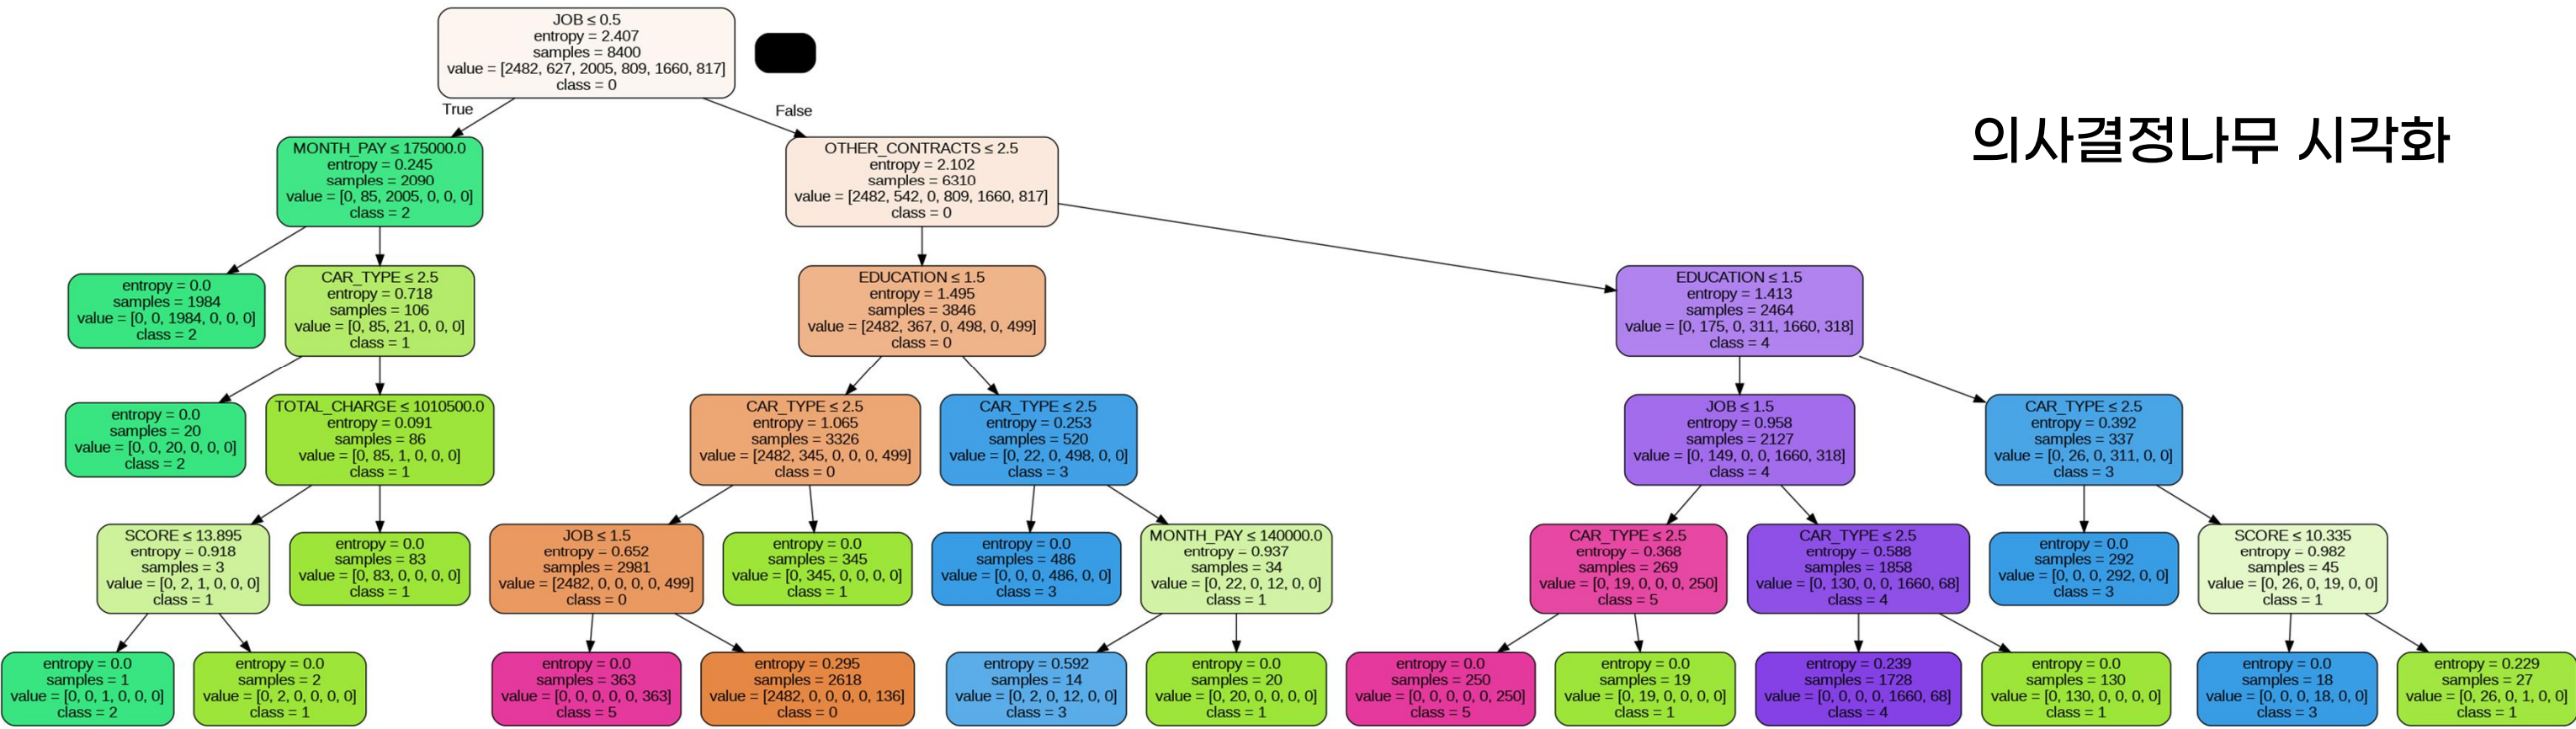 JOB ≤ 0.5
entropy = 2.407
samples = 8400
value = [2482, 627, 2005, 809, 1660, 817]
class = 0
True
False
의사결정나무 시각화
MONTH_PAY ≤ 175000.0
entropy = 0.245
samples = 2090
value = [0, 85, 2005, 0, 0, 0]
class = 2
OTHER_CONTRACTS ≤ 2.5
entropy = 2.102
samples = 6310
value = [2482, 542, 0, 809, 1660, 817]
class = 0
entropy = 0.0
samples = 1984
value = [0, 0, 1984, 0, 0, 0]
class = 2
CAR_TYPE ≤ 2.5
entropy = 0.718
samples = 106
value = [0, 85, 21, 0, 0, 0]
class = 1
EDUCATION ≤ 1.5
entropy = 1.495
samples = 3846
value = [2482, 367, 0, 498, 0, 499]
class = 0
EDUCATION ≤ 1.5
entropy = 1.413
samples = 2464
value = [0, 175, 0, 311, 1660, 318]
class = 4
entropy = 0.0
samples = 20
value = [0, 0, 20, 0, 0, 0]
class = 2
TOTAL_CHARGE ≤ 1010500.0
entropy = 0.091
samples = 86
value = [0, 85, 1, 0, 0, 0]
class = 1
CAR_TYPE ≤ 2.5
entropy = 1.065
samples = 3326
value = [2482, 345, 0, 0, 0, 499]
class = 0
CAR_TYPE ≤ 2.5
entropy = 0.253
samples = 520
value = [0, 22, 0, 498, 0, 0]
class = 3
JOB ≤ 1.5
entropy = 0.958
samples = 2127
value = [0, 149, 0, 0, 1660, 318]
class = 4
CAR_TYPE ≤ 2.5
entropy = 0.392
samples = 337
value = [0, 26, 0, 311, 0, 0]
class = 3
SCORE ≤ 13.895
entropy = 0.918
samples = 3
value = [0, 2, 1, 0, 0, 0]
class = 1
entropy = 0.0
samples = 83
value = [0, 83, 0, 0, 0, 0]
class = 1
JOB ≤ 1.5
entropy = 0.652
samples = 2981
value = [2482, 0, 0, 0, 0, 499]
class = 0
entropy = 0.0
samples = 345
value = [0, 345, 0, 0, 0, 0]
class = 1
entropy = 0.0
samples = 486
value = [0, 0, 0, 486, 0, 0]
class = 3
MONTH_PAY ≤ 140000.0
entropy = 0.937
samples = 34
value = [0, 22, 0, 12, 0, 0]
class = 1
CAR_TYPE ≤ 2.5
entropy = 0.368
samples = 269
value = [0, 19, 0, 0, 0, 250]
class = 5
CAR_TYPE ≤ 2.5
entropy = 0.588
samples = 1858
value = [0, 130, 0, 0, 1660, 68]
class = 4
entropy = 0.0
samples = 292
value = [0, 0, 0, 292, 0, 0]
class = 3
SCORE ≤ 10.335
entropy = 0.982
samples = 45
value = [0, 26, 0, 19, 0, 0]
class = 1
entropy = 0.0
samples = 1
value = [0, 0, 1, 0, 0, 0]
class = 2
entropy = 0.0
samples = 2
value = [0, 2, 0, 0, 0, 0]
class = 1
entropy = 0.0
samples = 363
value = [0, 0, 0, 0, 0, 363]
class = 5
entropy = 0.295
samples = 2618
value = [2482, 0, 0, 0, 0, 136]
class = 0
entropy = 0.592
samples = 14
value = [0, 2, 0, 12, 0, 0]
class = 3
entropy = 0.0
samples = 20
value = [0, 20, 0, 0, 0, 0]
class = 1
entropy = 0.0
samples = 250
value = [0, 0, 0, 0, 0, 250]
class = 5
entropy = 0.0
samples = 19
value = [0, 19, 0, 0, 0, 0]
class = 1
entropy = 0.239
samples = 1728
value = [0, 0, 0, 0, 1660, 68]
class = 4
entropy = 0.0
samples = 130
value = [0, 130, 0, 0, 0, 0]
class = 1
entropy = 0.0
samples = 18
value = [0, 0, 0, 18, 0, 0]
class = 3
entropy = 0.229
samples = 27
value = [0, 26, 0, 1, 0, 0]
class = 1